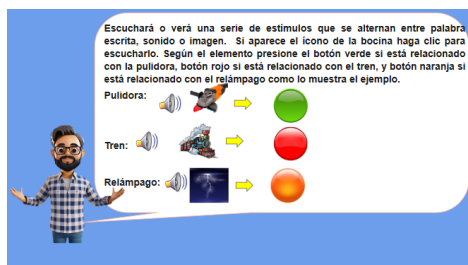 Escuchará o verá una serie de estímulos que se alternan entre palabra
escrita, sonido o imagen. Si aparece el ícono de la bocina haga clic para
escucharlo. Según el elemento presione el botón verde si está relacionado
con la pulidora, botón rojo si está relacionado con el tren, y botón naranja si
está relacionado con el relámpago como lo muestra el ejemplo.
Pulidora:
Tren:
Relámpago: